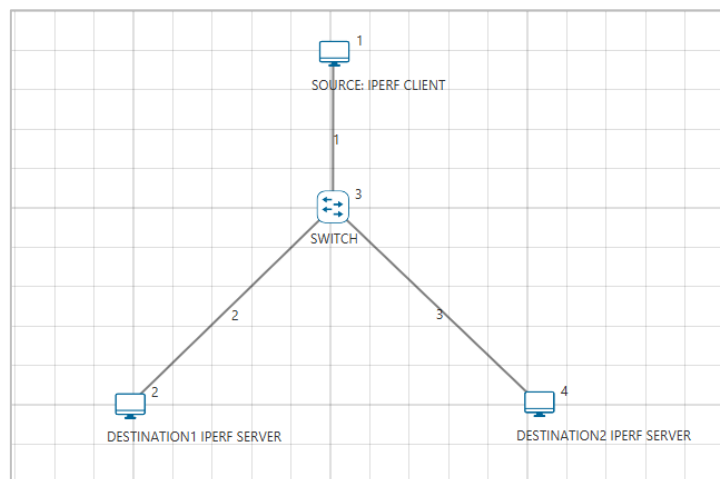 1
SOURCE: IPERF CLIENT
1
3
SWITCH
2
3
2
4
DESTINATION1 IPERF SERVER
DESTINATION2 IPERF SERVER